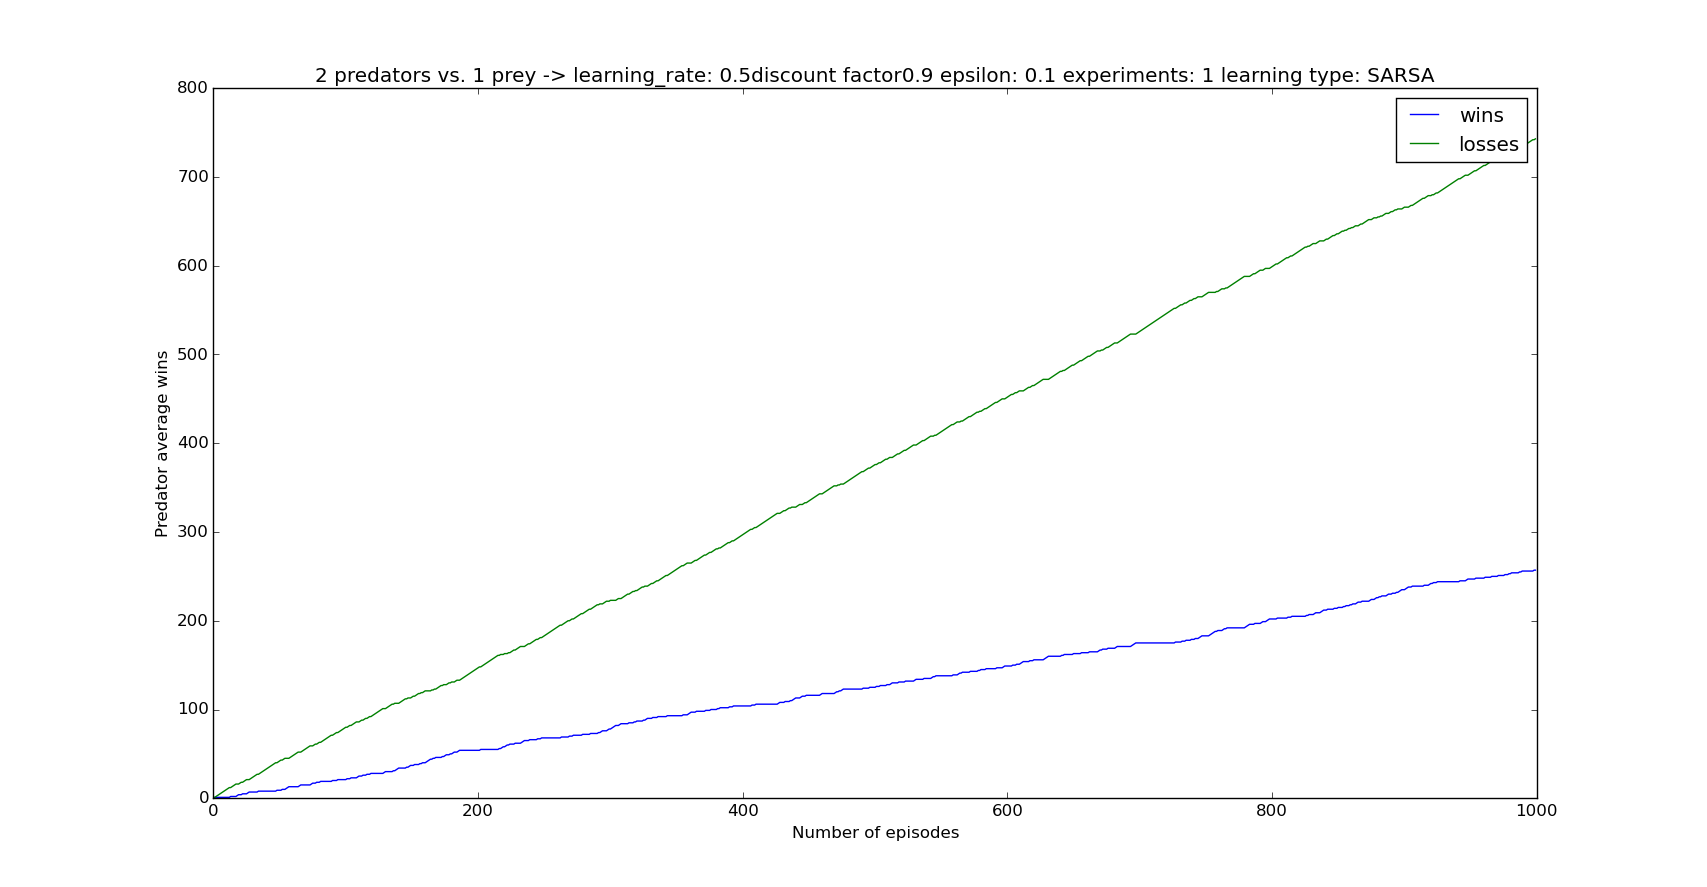 2 predators vs. 1 prey -> learning_rate: 0.5discount factor0.9 epsilon: 0.1 experiments: 1 learning type: SARSA
800
700
600
500
400
300
200
100
0
Predator average wins
wins
losses
0 200 400 600 800 1000
Number of episodes